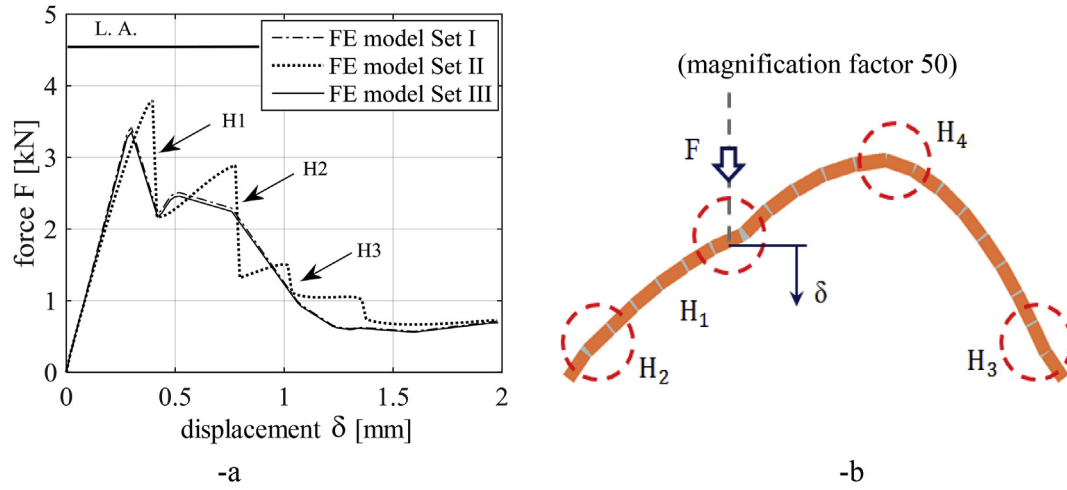 L. A.
FE model Set I
FE model Set II
FE model Set III
H1
H2
H3
5
4
3
2
1
0
0
0.5
1
1.5
2
force F [kN]
displacement δ [mm]
-a
(magnification factor 50)
F
H₄
δ
H₁
H₂
H₃
-b